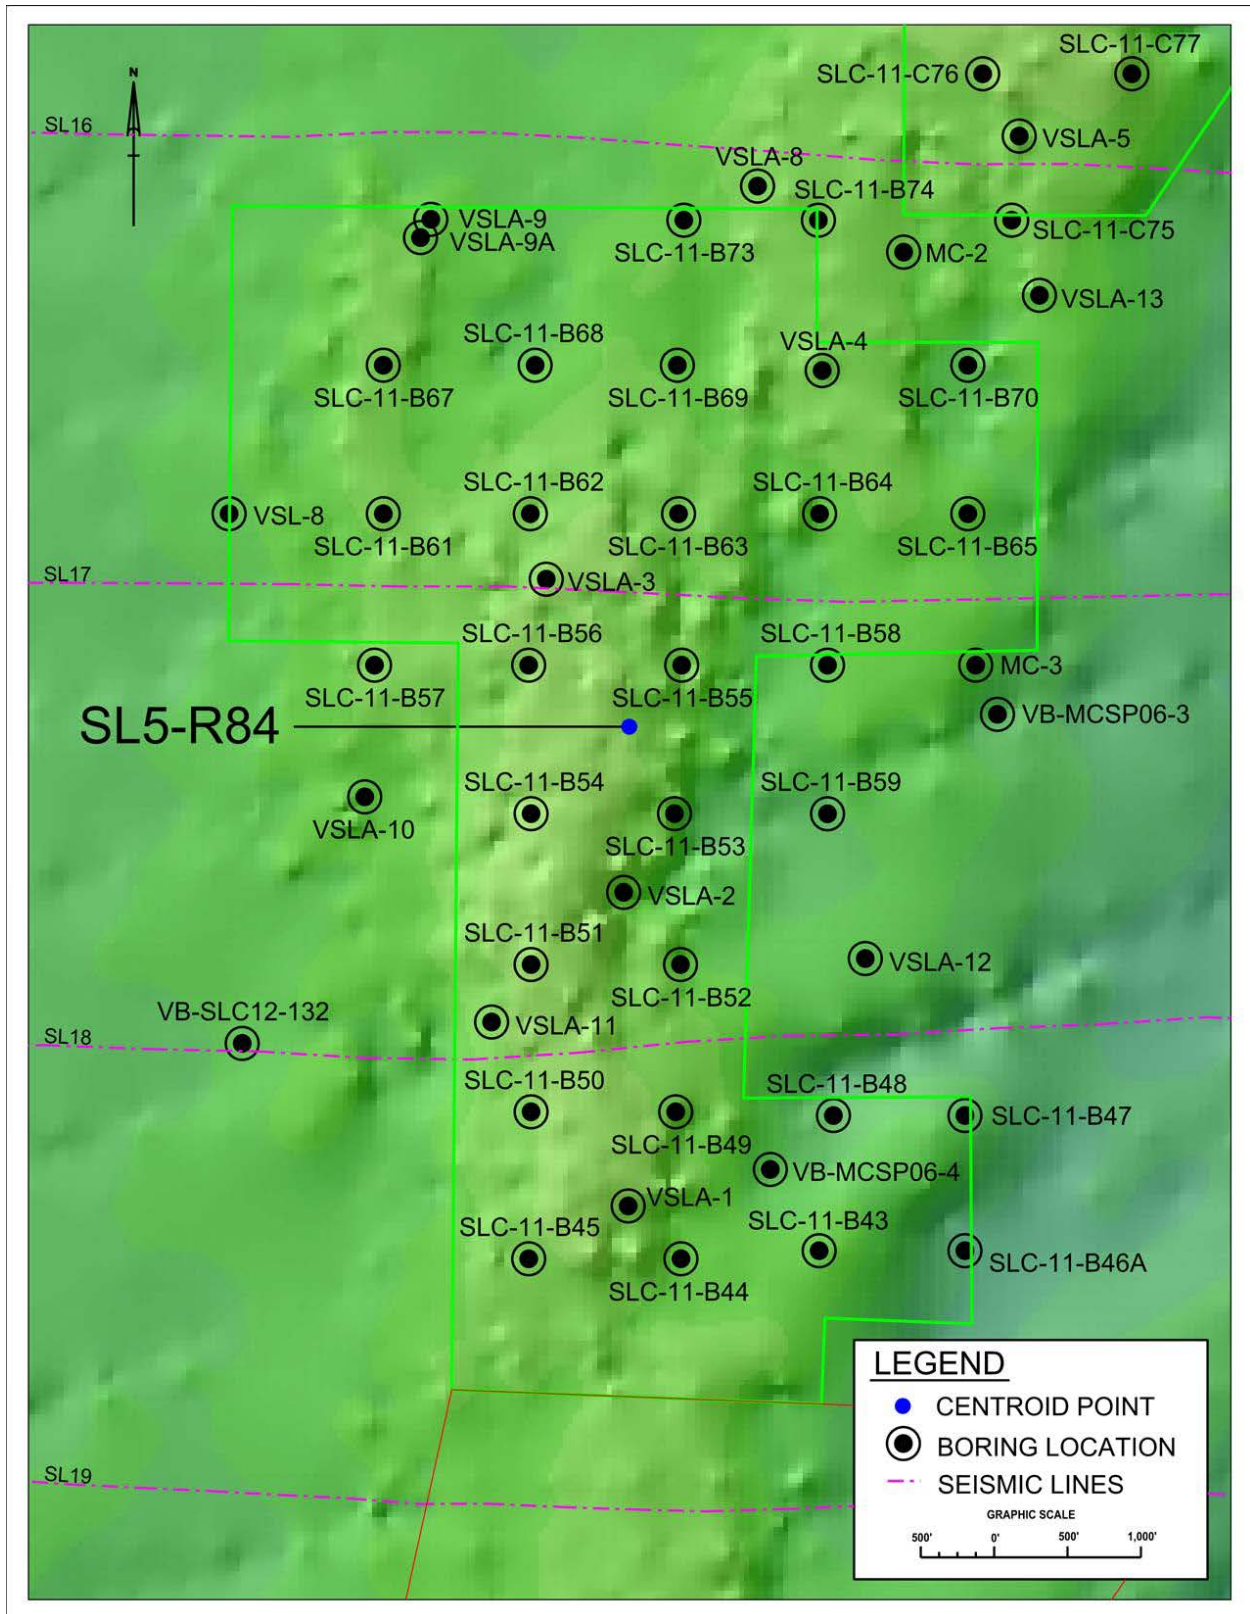 SLC-11-C77
SLC-11-C76
N
SL16
VSLA-5
VSLA-8
SLC-11-B74
VSLA-9
SLC-11-C75
VSLA-9A
SLC-11-B73
MC-2
VSLA-13
SLC-11-B68
VSLA-4
SLC-11-B67
SLC-11-B69
SLC-11-B70
SLC-11-B62
SLC-11-B64
VSL-8
SLC-11-B61
SLC-11-B63
SLC-11-B65
SL17
VSLA-3
SLC-11-B56
SLC-11-B58
MC-3
SLC-11-B57
SLC-11-B55
VB-MCSP06-3
SL5-R84
SLC-11-B54
SLC-11-B59
VSLA-10
SLC-11-B53
VSLA-2
SLC-11-B51
VSLA-12
SLC-11-B52
VB-SLC12-132
VSLA-11
SL18
SLC-11-B50
SLC-11-B48
SLC-11-B47
SLC-11-B49
VB-MCSP06-4
VSLA-1
SLC-11-B45
SLC-11-B43
SLC-11-B46A
SLC-11-B44
LEGEND
CENTROID POINT
BORING LOCATION
SL19
SEISMIC LINES
GRAPHIC SCALE
500' 0' 500' 1,000'